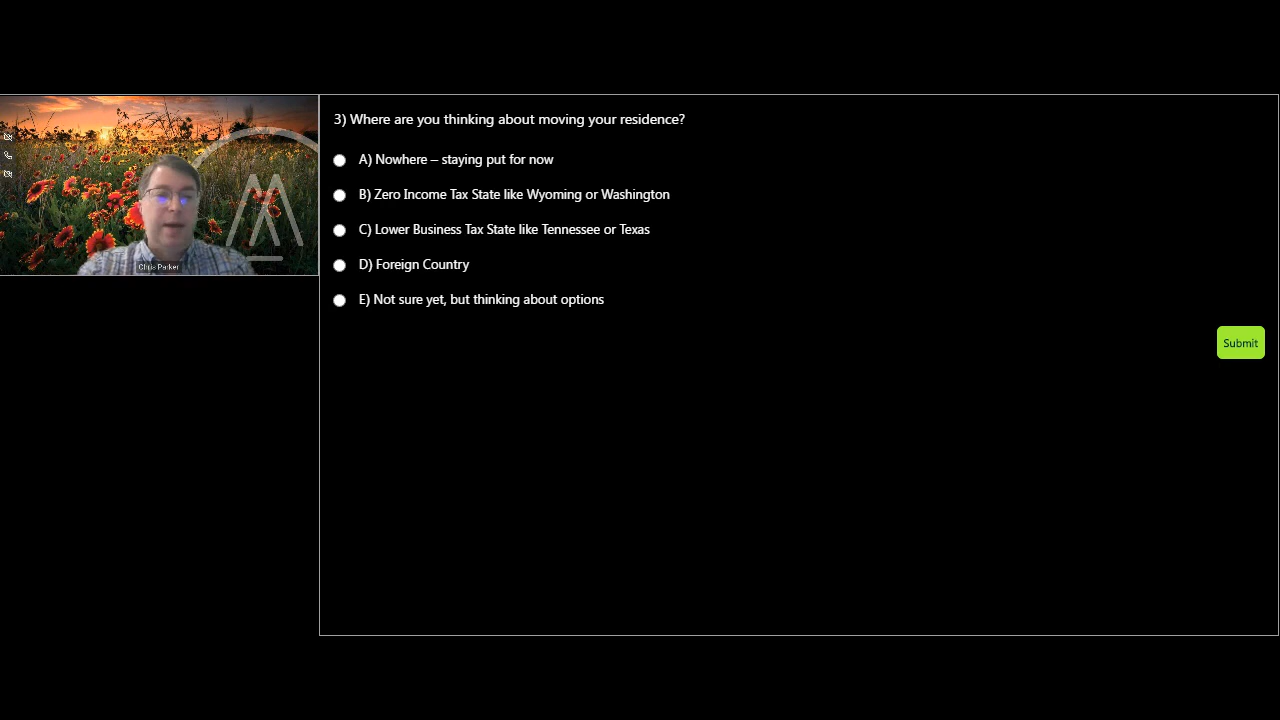 Chris Parker
3) Where are you thinking about moving your residence?
A) Nowhere – staying put for now
B) Zero Income Tax State like Wyoming or Washington
C) Lower Business Tax State like Tennessee or Texas
D) Foreign Country
E) Not sure yet, but thinking about options
Submit